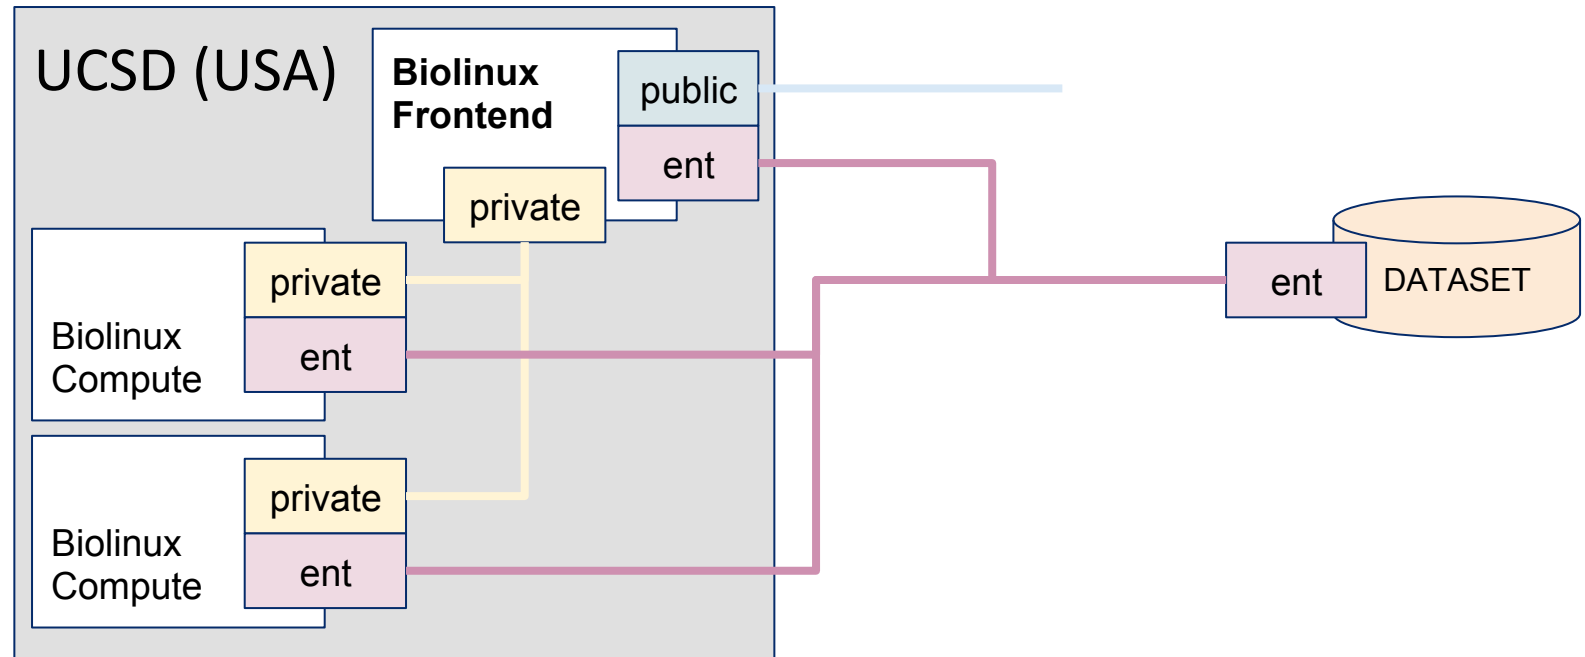 UCSD (USA)
Biolinux
Frontend
public
ent
private
private
ent
Biolinux
Compute
private
ent
Biolinux
Compute
ent
DATASET